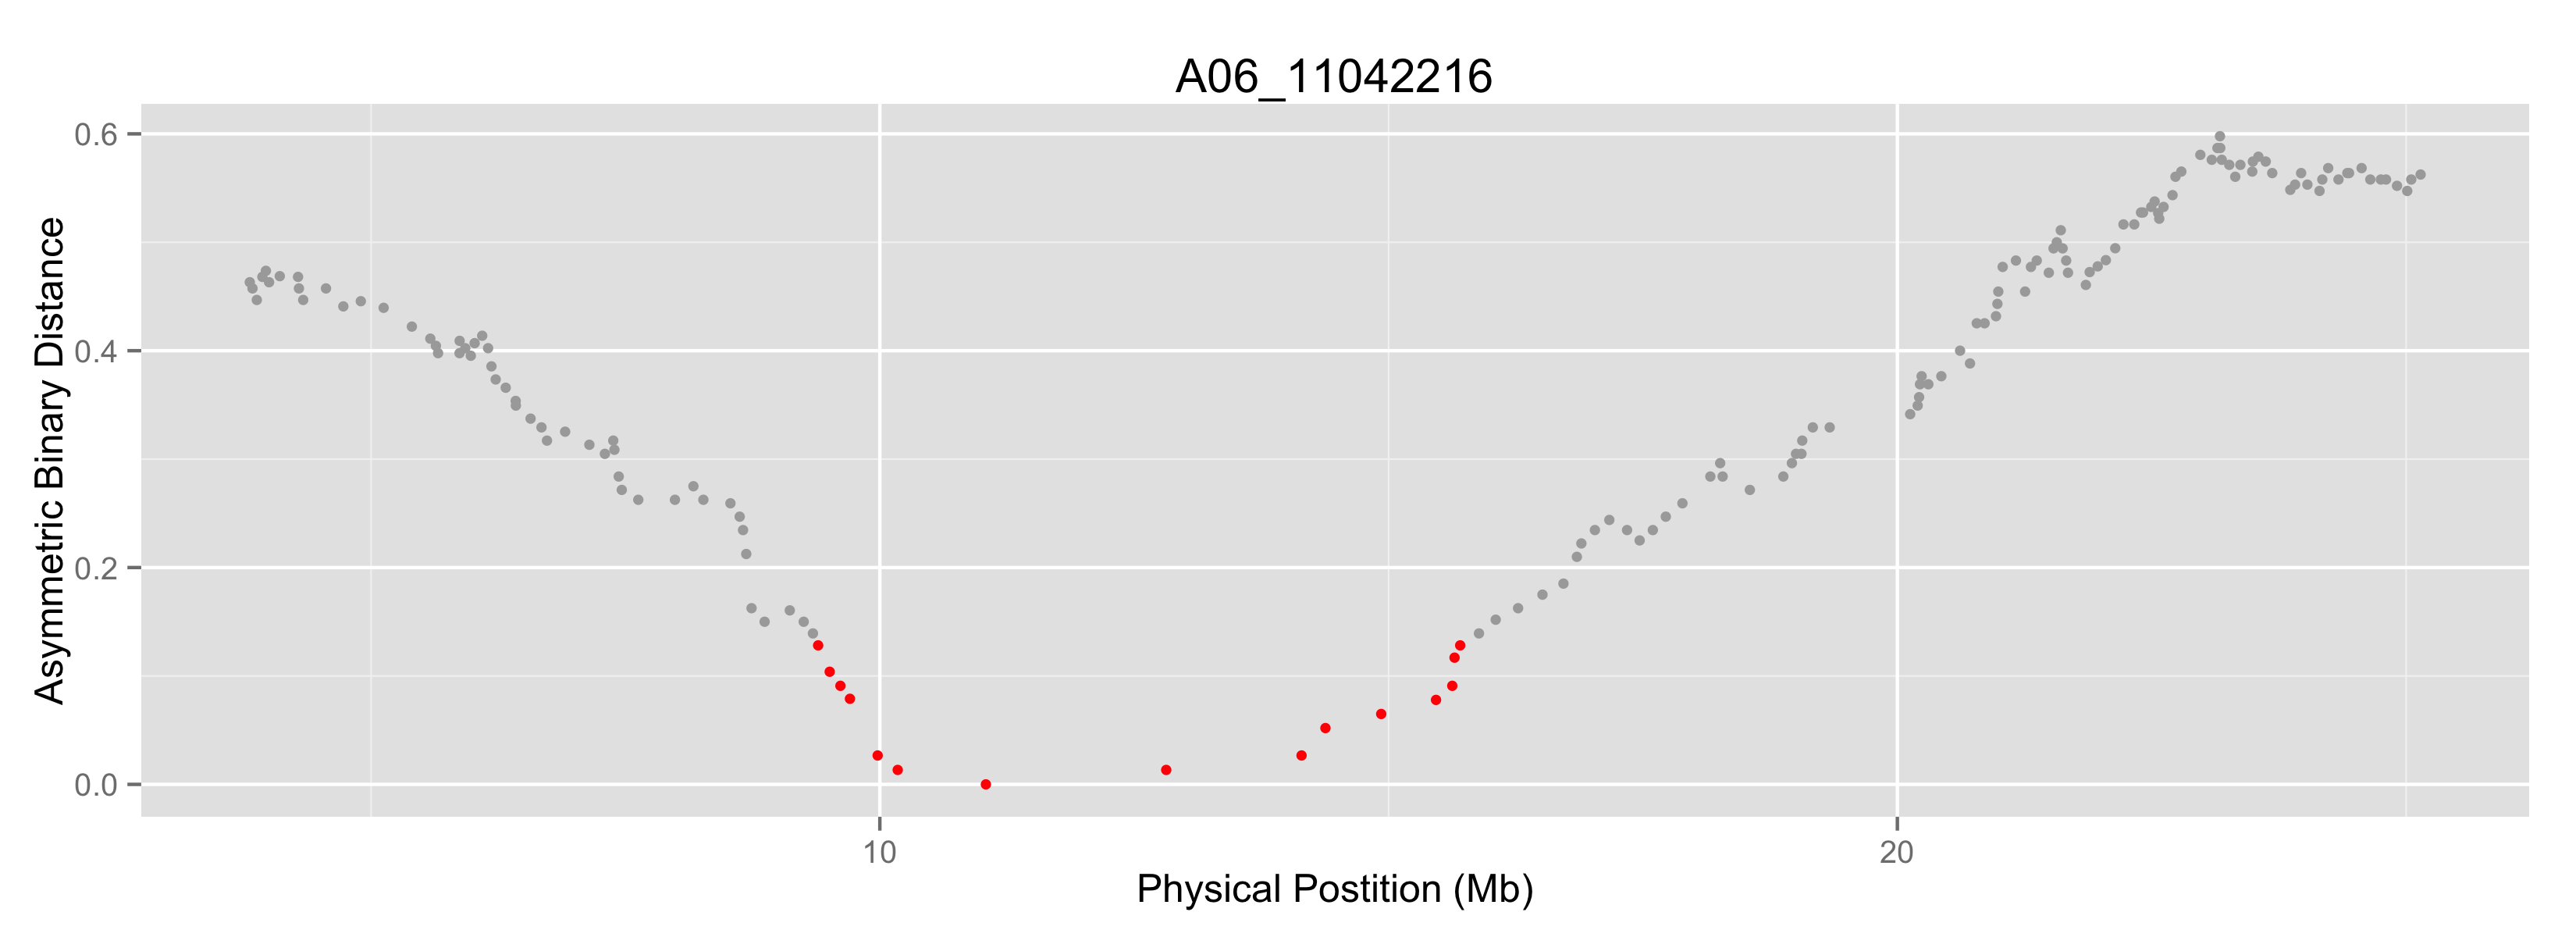 A06_11042216
Asymmetric Binary Distance
0.6
0.4
0.2
0.0
10
20
Physical Postition (Mb)